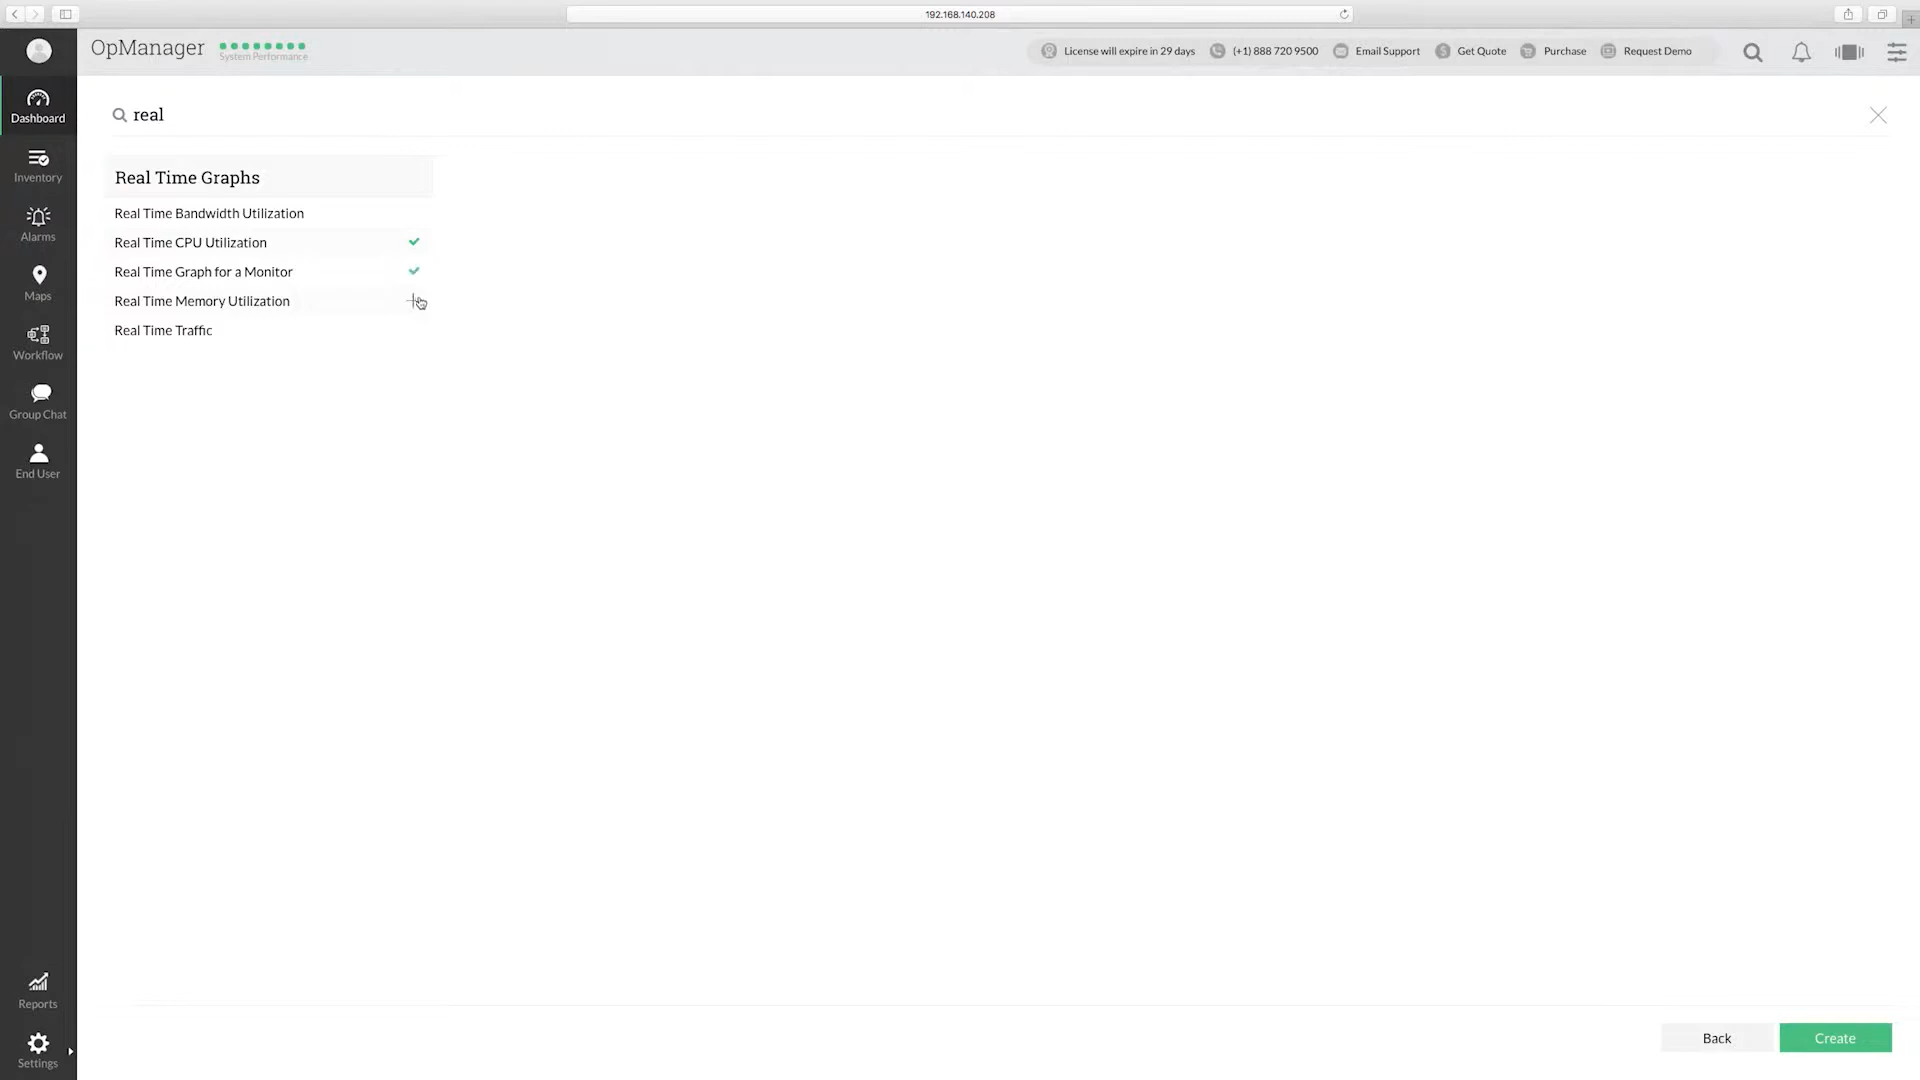 192.168.140.208
OpManager
System Performance
License will expire in 29 days
(+1) 888 720 9500
Email Support
Get Quote
Purchase
Request Demo
Dashboard
Inventory
Alarms
Maps
Workflow
Group Chat
End User
Reports
Settings
real
Real Time Graphs
Real Time Bandwidth Utilization
Real Time CPU Utilization
Real Time Graph for a Monitor
Real Time Memory Utilization
Real Time Traffic
Back
Create